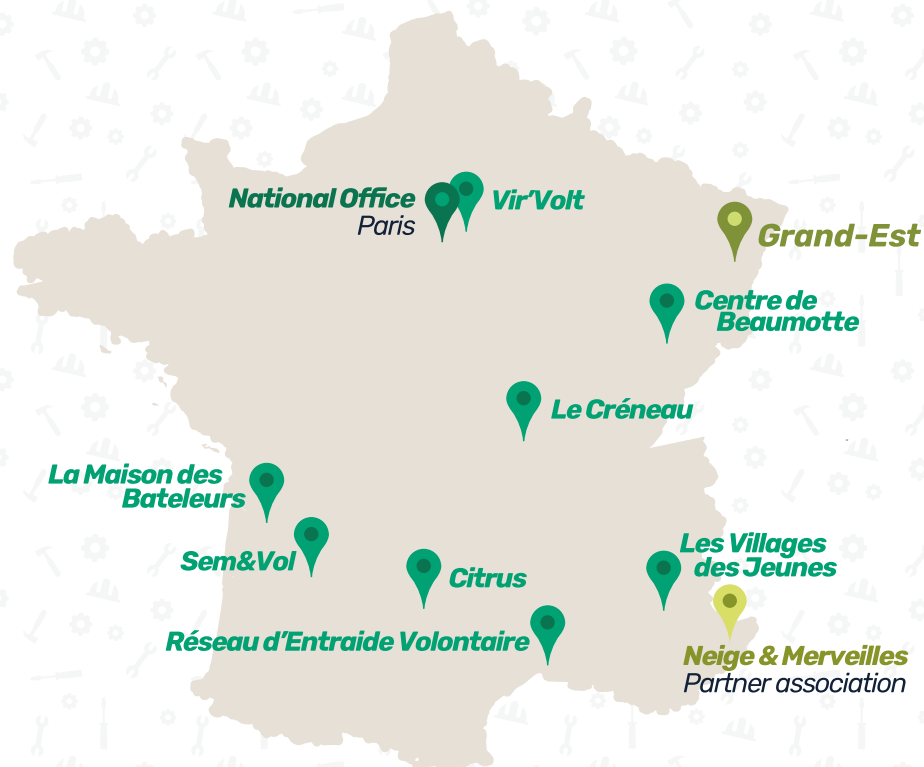 National Office
Paris
Vir'Volt
Grand-Est
Centre de
Beaumotte
Le Créneau
La Maison des
Bateleurs
Sem&Vol
Citrus
Les Villages
des Jeunes
Réseau d'Entraide Volontaire
Neige & Merveilles
Partner association